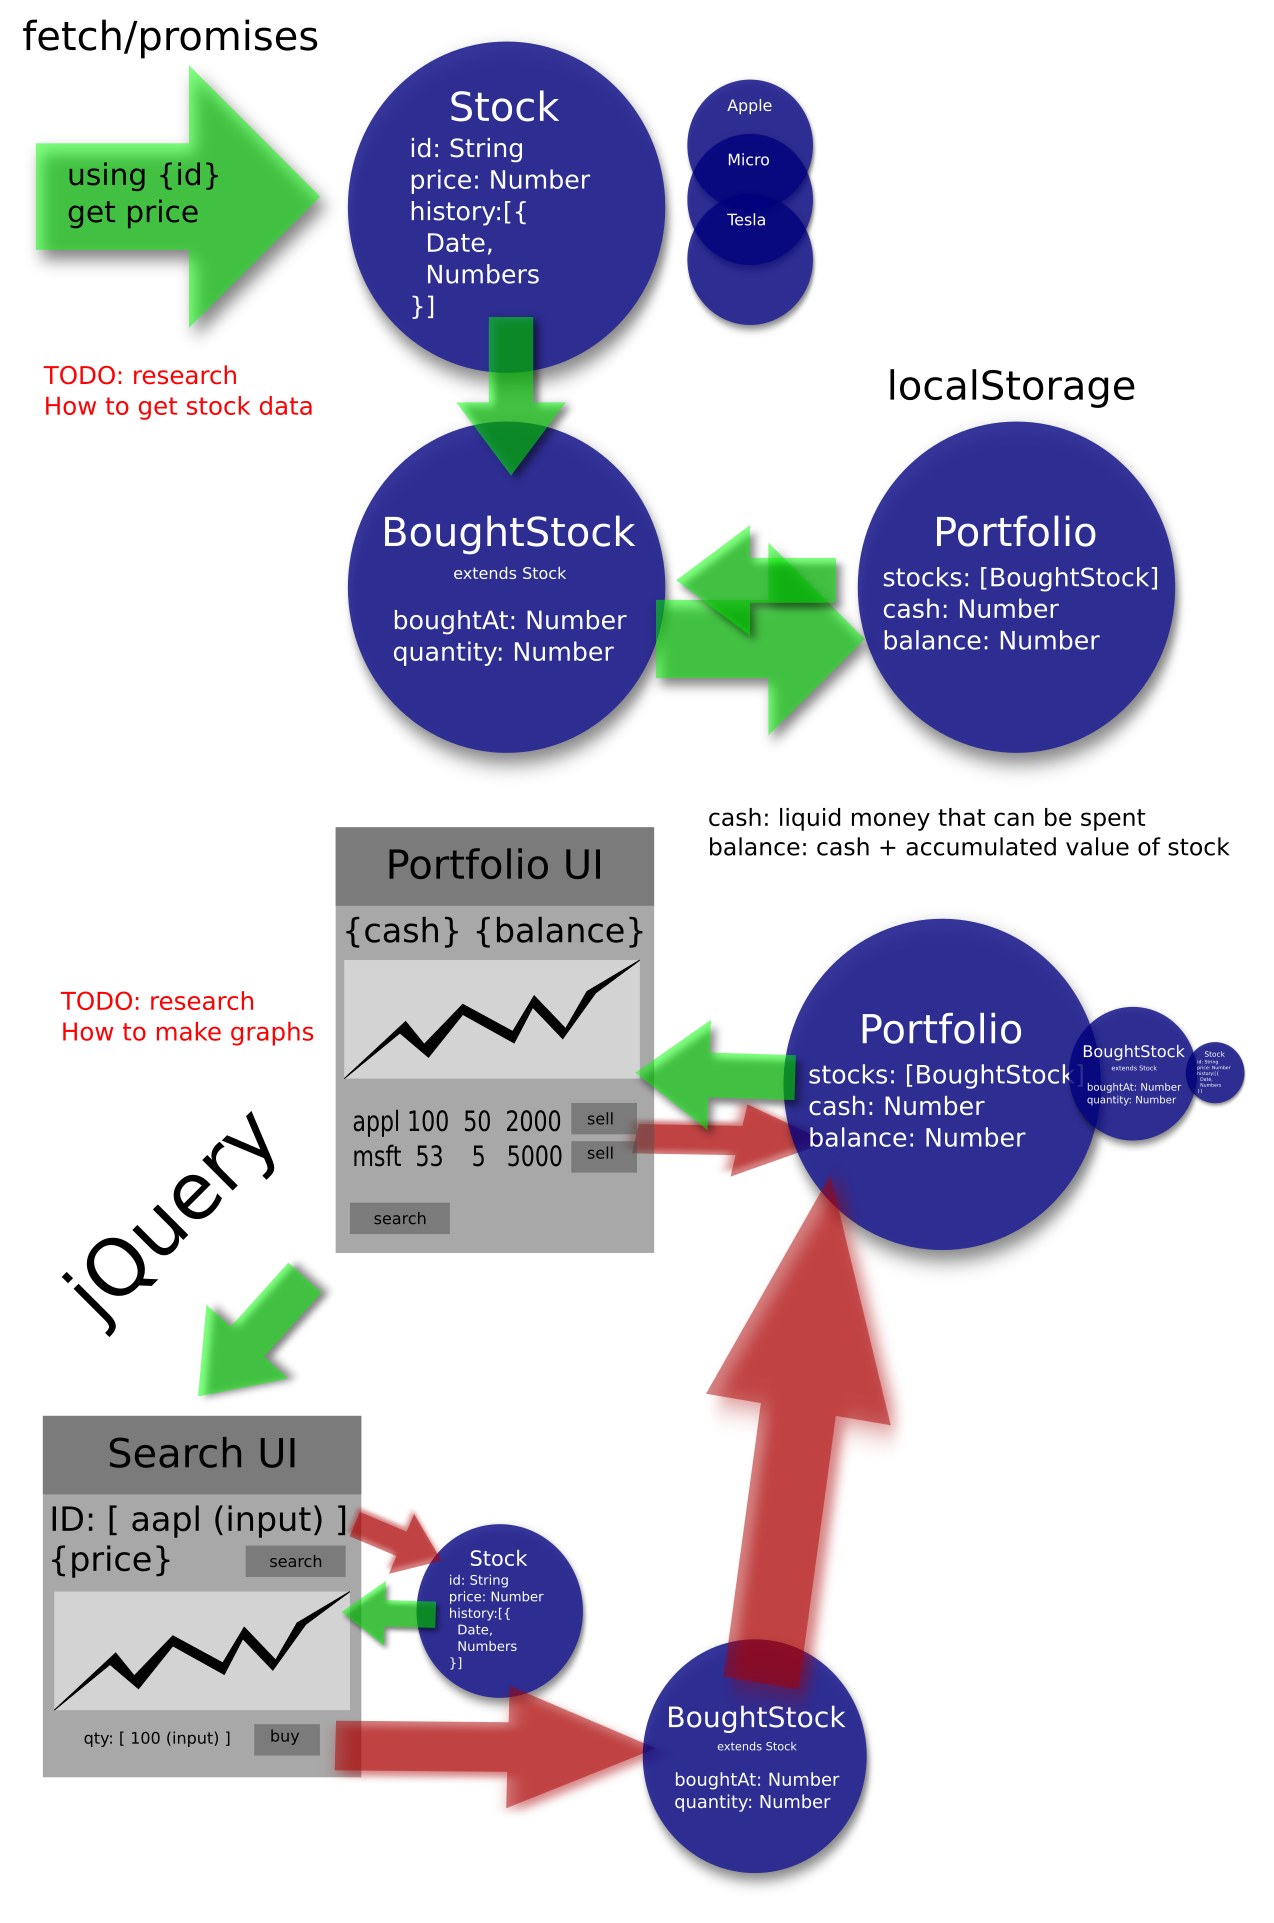 fetch/promises
using {id}
get price
Stock
id: String
price: Number
history:[{
Date,
Numbers
}]
Apple
Micro
Tesla
TODO: research
How to get stock data
localStorage
BoughtStock
extends Stock
boughtAt: Number
quantity: Number
Portfolio
stocks: [BoughtStock]
cash: Number
balance: Number
cash: liquid money that can be spent
balance: cash + accumulated value of stock
Portfolio UI
{cash} {balance}
TODO: research
How to make graphs
appl 100 50 2000 sell
msft 53 5 5000 sell
search
Portfolio
stocks: [BoughtStock]
cash: Number
balance: Number
BoughtStock
extends Stock
boughtAt: Number
quantity: Number
Stock
id: String
price: Number
history:[{
Date,
Numbers
}]
jQuery
Search UI
ID: [ aapl (input) ]
{price} search
qty: [ 100 (input) ] buy
Stock
id: String
price: Number
history:[{
Date,
Numbers
}]
BoughtStock
extends Stock
boughtAt: Number
quantity: Number